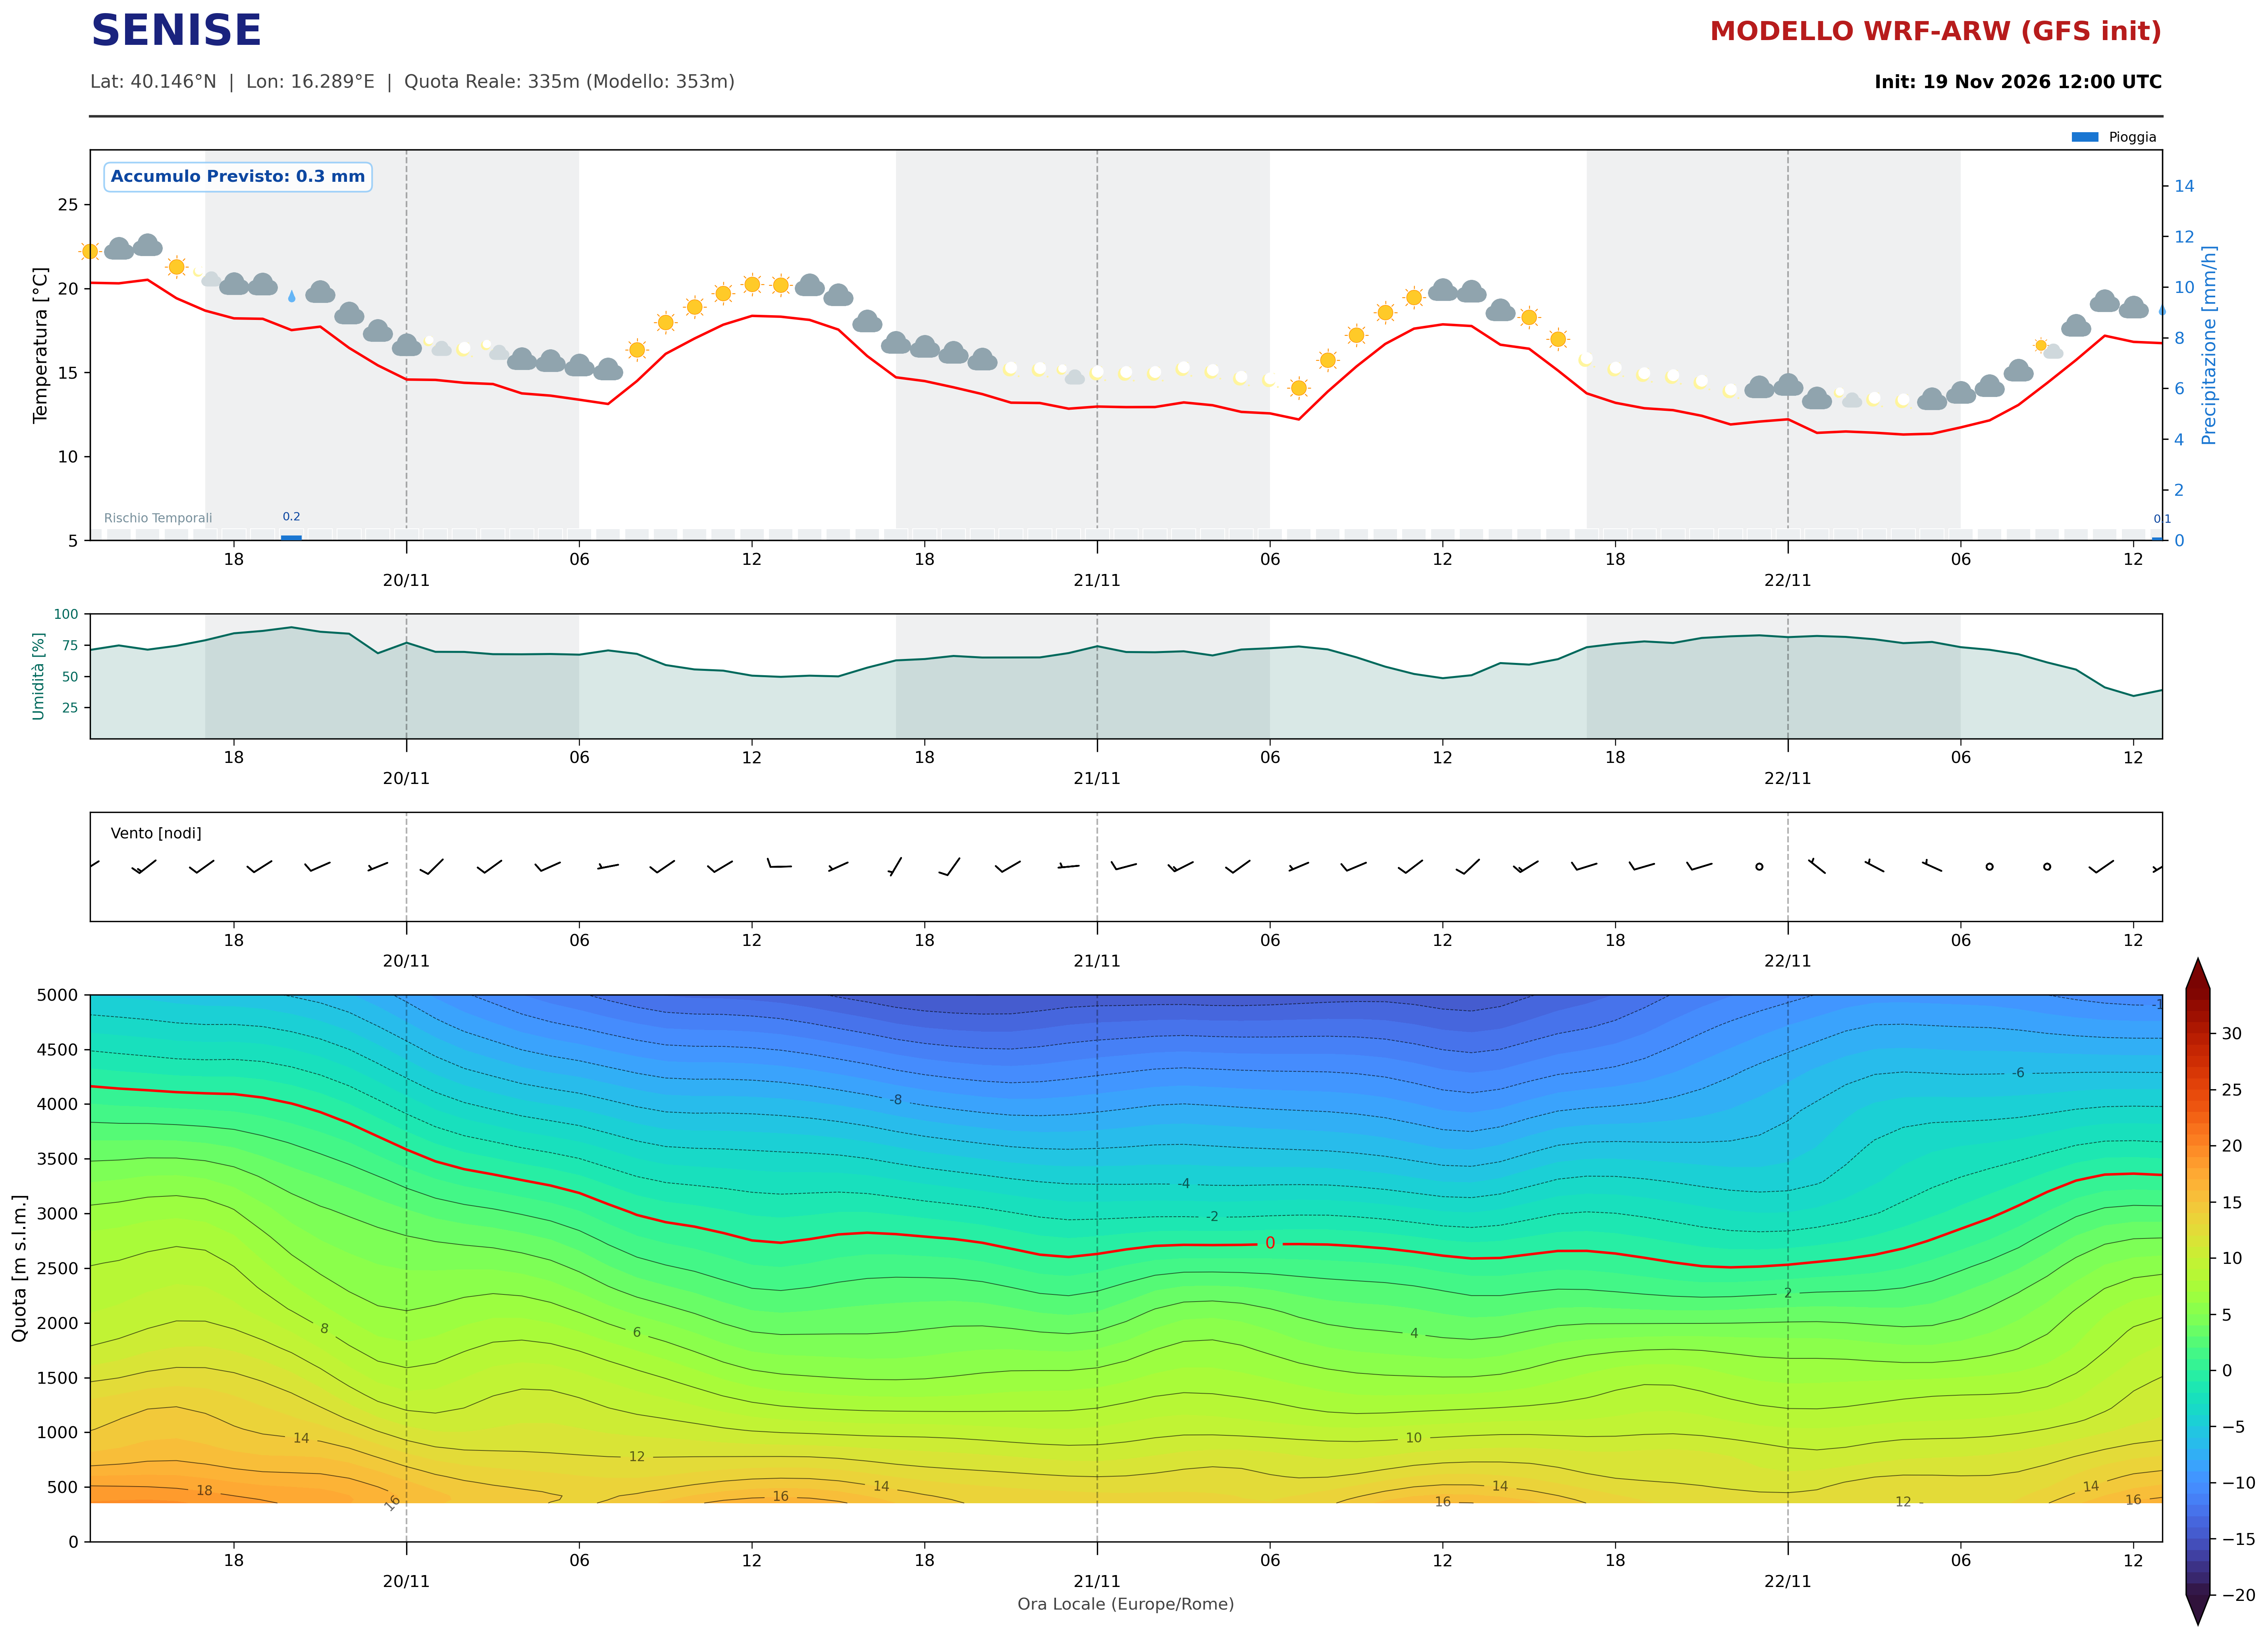 SENISE
MODELLO WRF-ARW (GFS init)
Lat: 40.146°N | Lon: 16.289°E | Quota Reale: 335m (Modello: 353m)
Init: 19 Nov 2026 12:00 UTC
Pioggia
Accumulo Previsto: 0.3 mm
Temperatura [°C]
25
20
15
10
5
Precipitazione [mm/h]
14
12
10
8
6
4
2
0
Rischio Temporali
0.2
0.1
18 06 12 18 06 12 18 06 12
20/11 21/11 22/11
Umidità [%]
100
75
50
25
18 06 12 18 06 12 18 06 12
20/11 21/11 22/11
Vento [nodi]
18 06 12 18 06 12 18 06 12
20/11 21/11 22/11
Quota [m s.l.m.]
5000
4500
4000
3500
3000
2500
2000
1500
1000
500
0
-6
-8
-4
-2
0
2
8
6
4
14
12
10
18
16
16
14
16
14
12
14
16
18 06 12 18 06 12 18 06 12
20/11 21/11 22/11
Ora Locale (Europe/Rome)
30
25
20
15
10
5
0
−5
−10
−15
−20